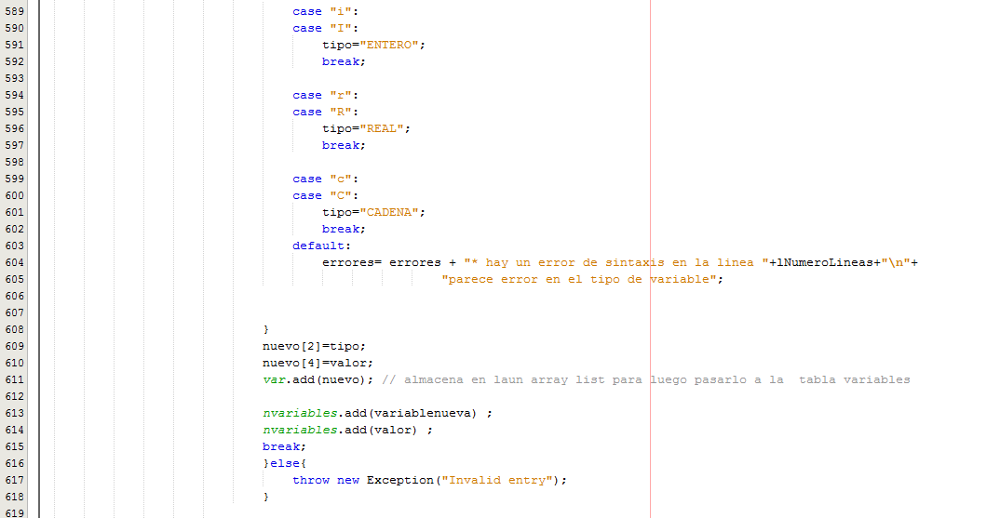 589 case "i":
590 case "I":
591 tipo="ENTERO";
592 break;
593
594 case "r":
595 case "R":
596 tipo="REAL";
597 break;
598
599 case "c":
600 case "C":
601 tipo="CADENA";
602 break;
603 default:
604 errores= errores + "* hay un error de sintaxis en la linea "+lNumeroLineas+"\n"+
605 "parece error en el tipo de variable";
606
607
608 }
609 nuevo[2]=tipo;
610 nuevo[4]=valor;
611 var.add(nuevo); // almacena en laun array list para luego pasarlo a la  tabla variables
612
613 nvariables.add(variablenueva) ;
614 nvariables.add(valor) ;
615 break;
616 }else{
617 throw new Exception("Invalid entry");
618 }
619